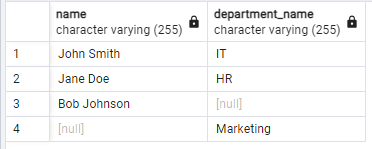 name department_name
character varying (255) character varying (255)
1 John Smith IT
2 Jane Doe HR
3 Bob Johnson [null]
4 [null] Marketing